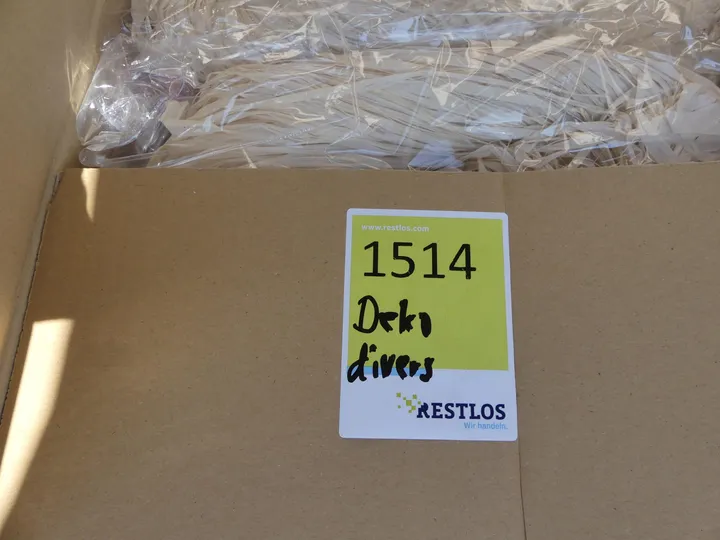 www.restlos.com
1514
Deko
divers
RESTLOS
Wir handeln.